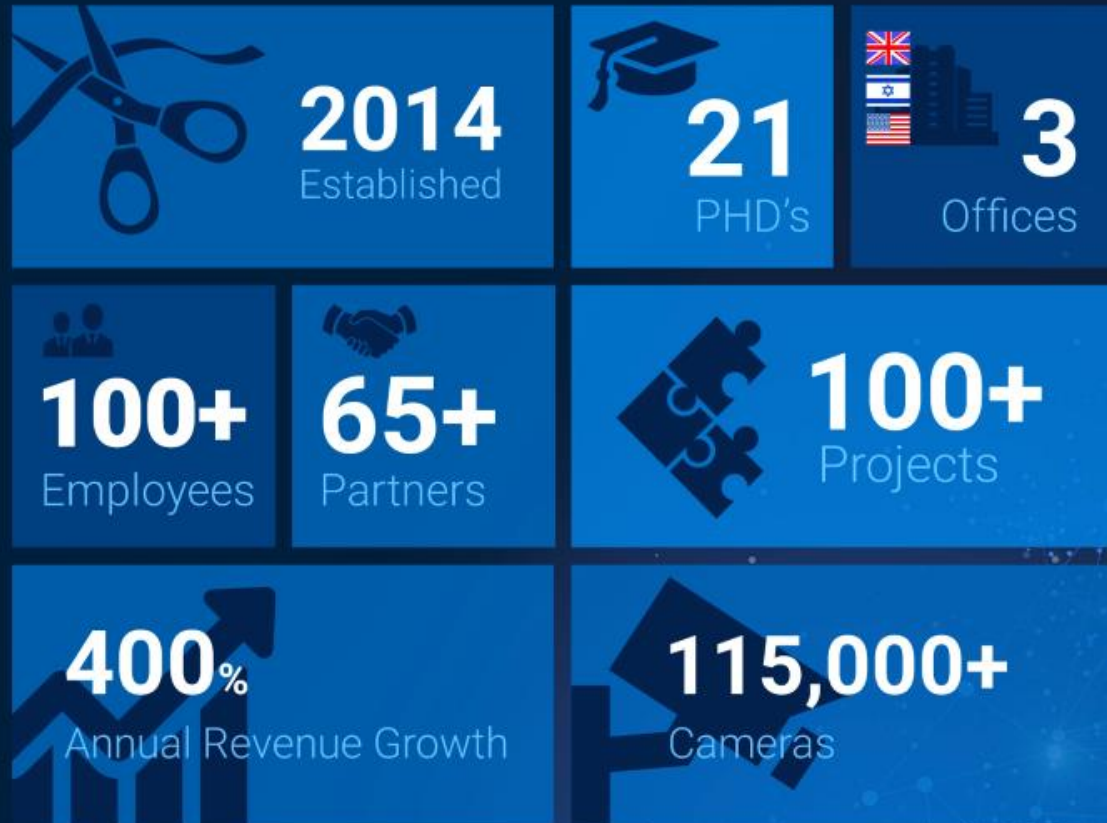 2014
Established
21
PHD's
3
Offices
100+
Employees
65+
Partners
100+
Projects
400%
Annual Revenue Growth
115,000+
Cameras